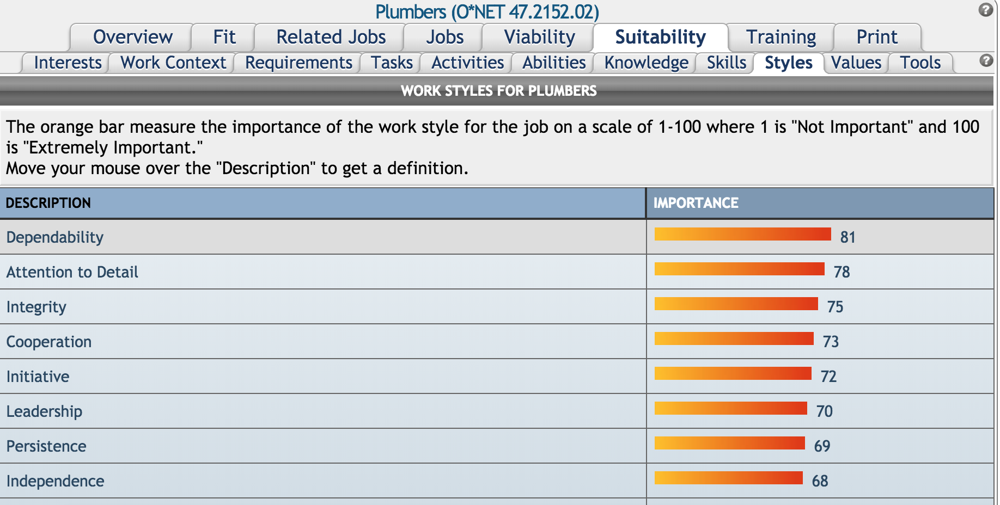 Plumbers (O*NET 47.2152.02)
?
Overview Fit Related Jobs Jobs Viability Suitability Training Print
Interests Work Context Requirements Tasks Activities Abilities Knowledge Skills Styles Values Tools ?
WORK STYLES FOR PLUMBERS
The orange bar measure the importance of the work style for the job on a scale of 1-100 where 1 is "Not Important" and 100
is "Extremely Important."
Move your mouse over the "Description" to get a definition.
DESCRIPTION IMPORTANCE
Dependability 81
Attention to Detail 78
Integrity 75
Cooperation 73
Initiative 72
Leadership 70
Persistence 69
Independence 68